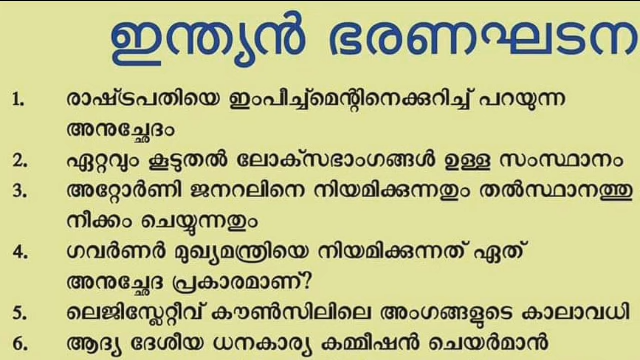 ഇന്ത്യൻ ഭരണഘടന
1. രാഷ്ട്രപതിയെ ഇംപീച്ച്മെന്റിനെക്കുറിച്ച് പറയുന്ന
അനുച്ഛേദം
2. ഏറ്റവും കൂടുതൽ ലോക്സഭാംഗങ്ങൾ ഉള്ള സംസ്ഥാനം
3. അറ്റോർണി ജനറലിനെ നിയമിക്കുന്നതും തൽസ്ഥാനത്തു
നീക്കം ചെയ്യുന്നതും
4. ഗവർണർ മുഖ്യമന്ത്രിയെ നിയമിക്കുന്നത് ഏത്
അനുച്ഛേദ പ്രകാരമാണ്?
5. ലെജിസ്ലേറ്റീവ് കൗൺസിലിലെ അംഗങ്ങളുടെ കാലാവധി
6. ആദ്യ ദേശീയ ധനകാര്യ കമ്മീഷൻ ചെയർമാൻ